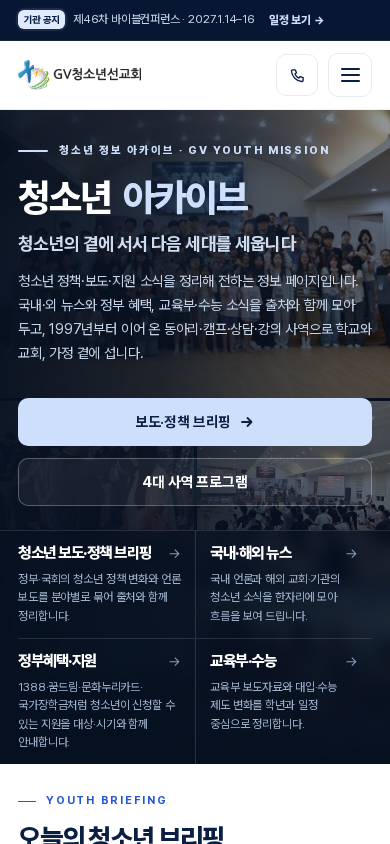 기관 공지 제46차 바이블컨퍼런스 · 2027.1.14–16 일정 보기 →
GV청소년선교회
청소년 정보 아카이브 · GV YOUTH MISSION
청소년 아카이브
청소년의 곁에 서서 다음 세대를 세웁니다
청소년 정책·보도·지원 소식을 정리해 전하는 정보 페이지입니다.
국내·외 뉴스와 정부 혜택, 교육부·수능 소식을 출처와 함께 모아
두고, 1997년부터 이어 온 동아리·캠프·상담·강의 사역으로 학교와
교회, 가정 곁에 섭니다.
보도·정책 브리핑 →
4대 사역 프로그램
청소년 보도·정책 브리핑 →
정부·국회의 청소년 정책 변화와 언론
보도를 분야별로 묶어 출처와 함께
정리합니다.
국내·해외 뉴스 →
국내 언론과 해외 교회·기관의
청소년 소식을 한자리에 모아
흐름을 보여 드립니다.
정부혜택·지원 →
1388·꿈드림·문화누리카드·
국가장학금처럼 청소년이 신청할 수
있는 지원을 대상·시기와 함께
안내합니다.
교육부·수능 →
교육부 보도자료와 대입·수능
제도 변화를 학년과 일정
중심으로 정리합니다.
YOUTH BRIEFING
오늘의 청소년 브리핑